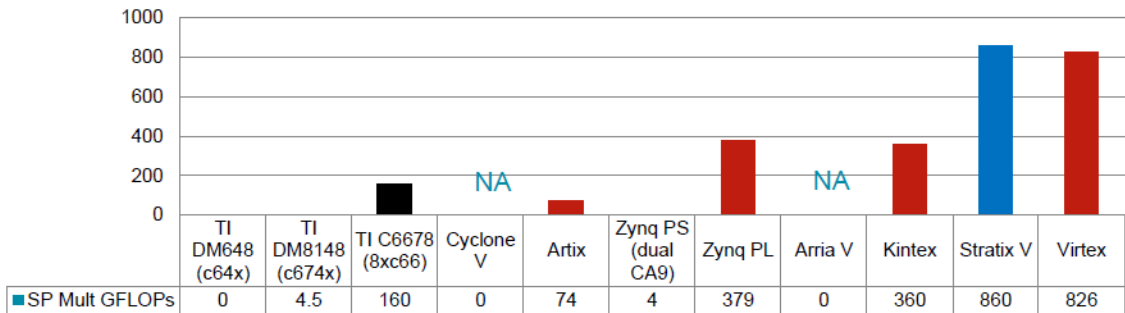 1000
800
600
400
200
0
NA
NA
TI DM648 (c64x)
TI DM8148 (c674x)
TI C6678 (8xc66)
Cyclone V
Artix
Zynq PS (dual CA9)
Zynq PL
Arria V
Kintex
Stratix V
Virtex
SP Mult GFLOPs 0 4.5 160 0 74 4 379 0 360 860 826